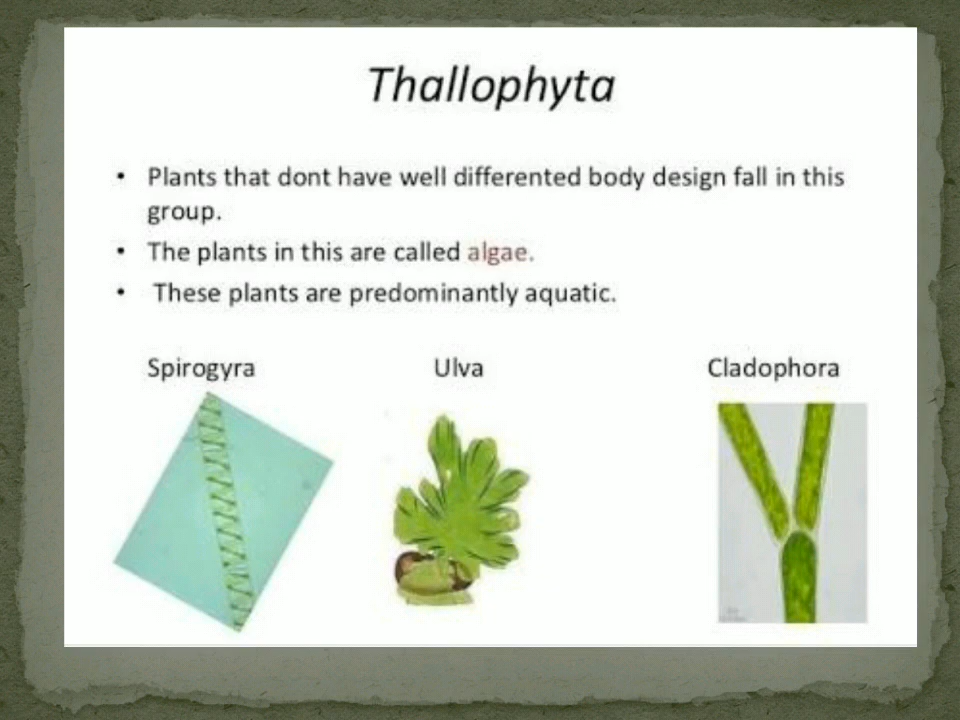 Thallophyta
• Plants that dont have well differented body design fall in this
group.
• The plants in this are called algae.
• These plants are predominantly aquatic.
Spirogyra Ulva Cladophora